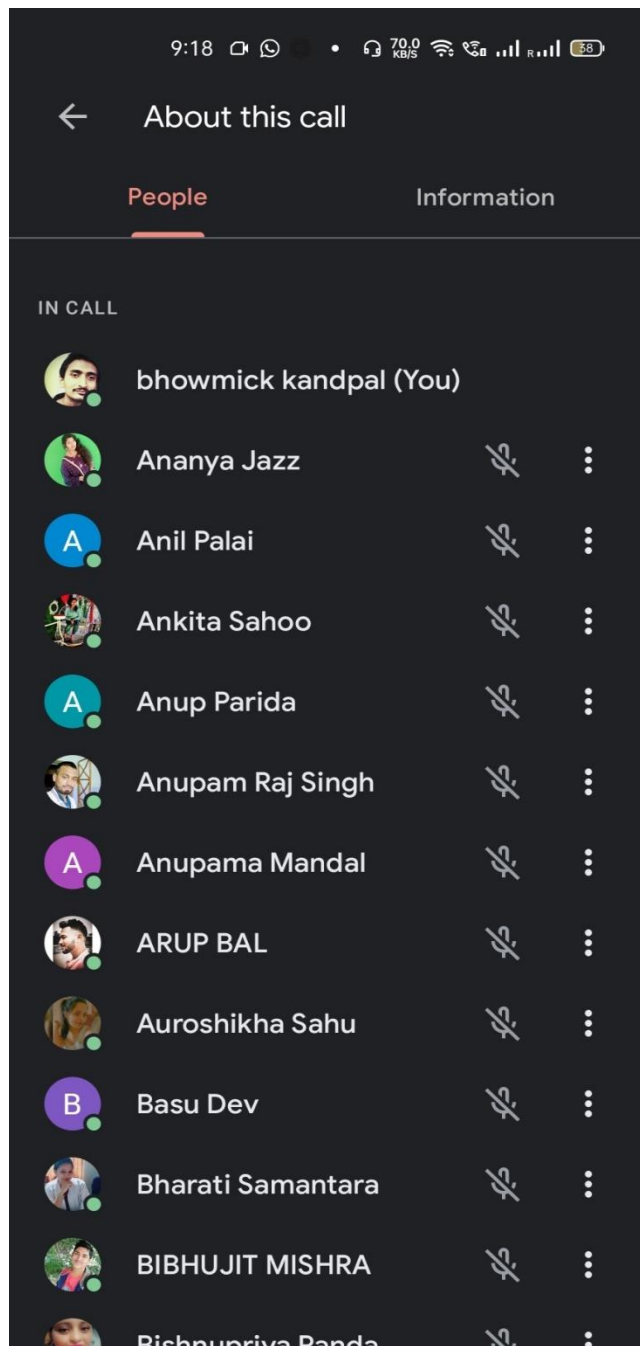 9:18 70.0 KB/S R 38
About this call
People Information
IN CALL
bhowmick kandpal (You)
Ananya Jazz
A Anil Palai
Ankita Sahoo
A Anup Parida
Anupam Raj Singh
A Anupama Mandal
ARUP BAL
Auroshikha Sahu
B Basu Dev
Bharati Samantara
BIBHUJIT MISHRA
Bishnupriya Panda